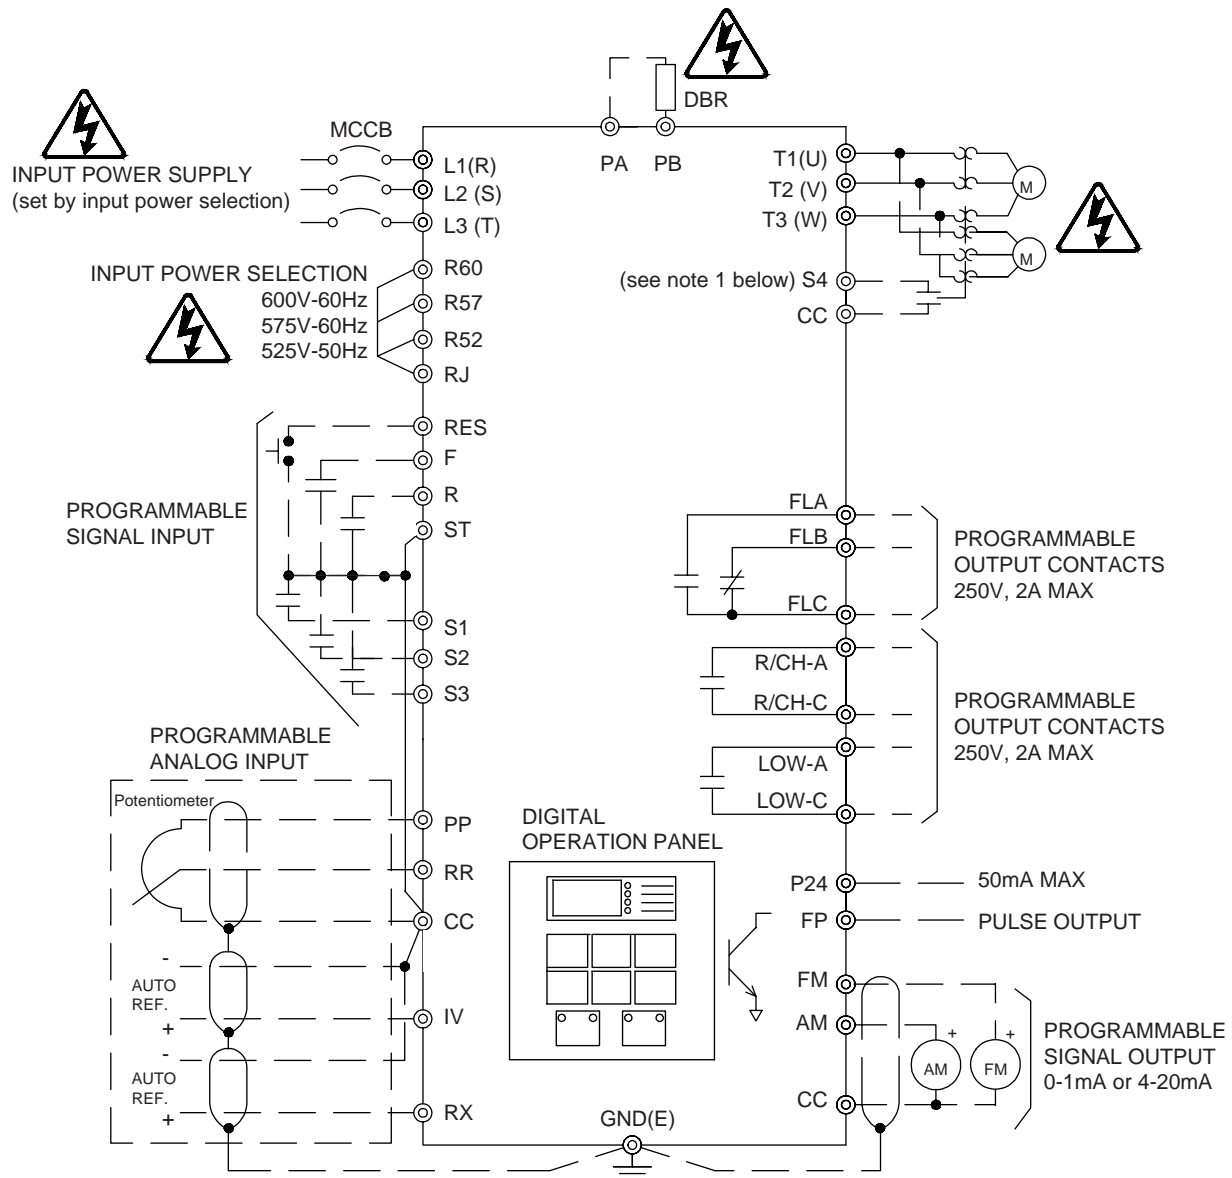 DBR
MCCB
PA
PB
INPUT POWER SUPPLY
(set by input power selection)
L1(R)
L2 (S)
L3 (T)
T1(U)
T2 (V)
T3 (W)
M
M
INPUT POWER SELECTION
600V-60Hz
575V-60Hz
525V-50Hz
R60
R57
R52
RJ
(see note 1 below) S4
CC
PROGRAMMABLE
SIGNAL INPUT
RES
F
R
ST
S1
S2
S3
FLA
FLB
FLC
PROGRAMMABLE
OUTPUT CONTACTS
250V, 2A MAX
R/CH-A
R/CH-C
LOW-A
LOW-C
PROGRAMMABLE
OUTPUT CONTACTS
250V, 2A MAX
PROGRAMMABLE
ANALOG INPUT
Potentiometer
PP
RR
CC
-
AUTO
REF.
+
IV
-
AUTO
REF.
+
RX
DIGITAL
OPERATION PANEL
P24
50mA MAX
FP
PULSE OUTPUT
FM
AM
CC
+
+
AM
FM
PROGRAMMABLE
SIGNAL OUTPUT
0-1mA or 4-20mA
GND(E)